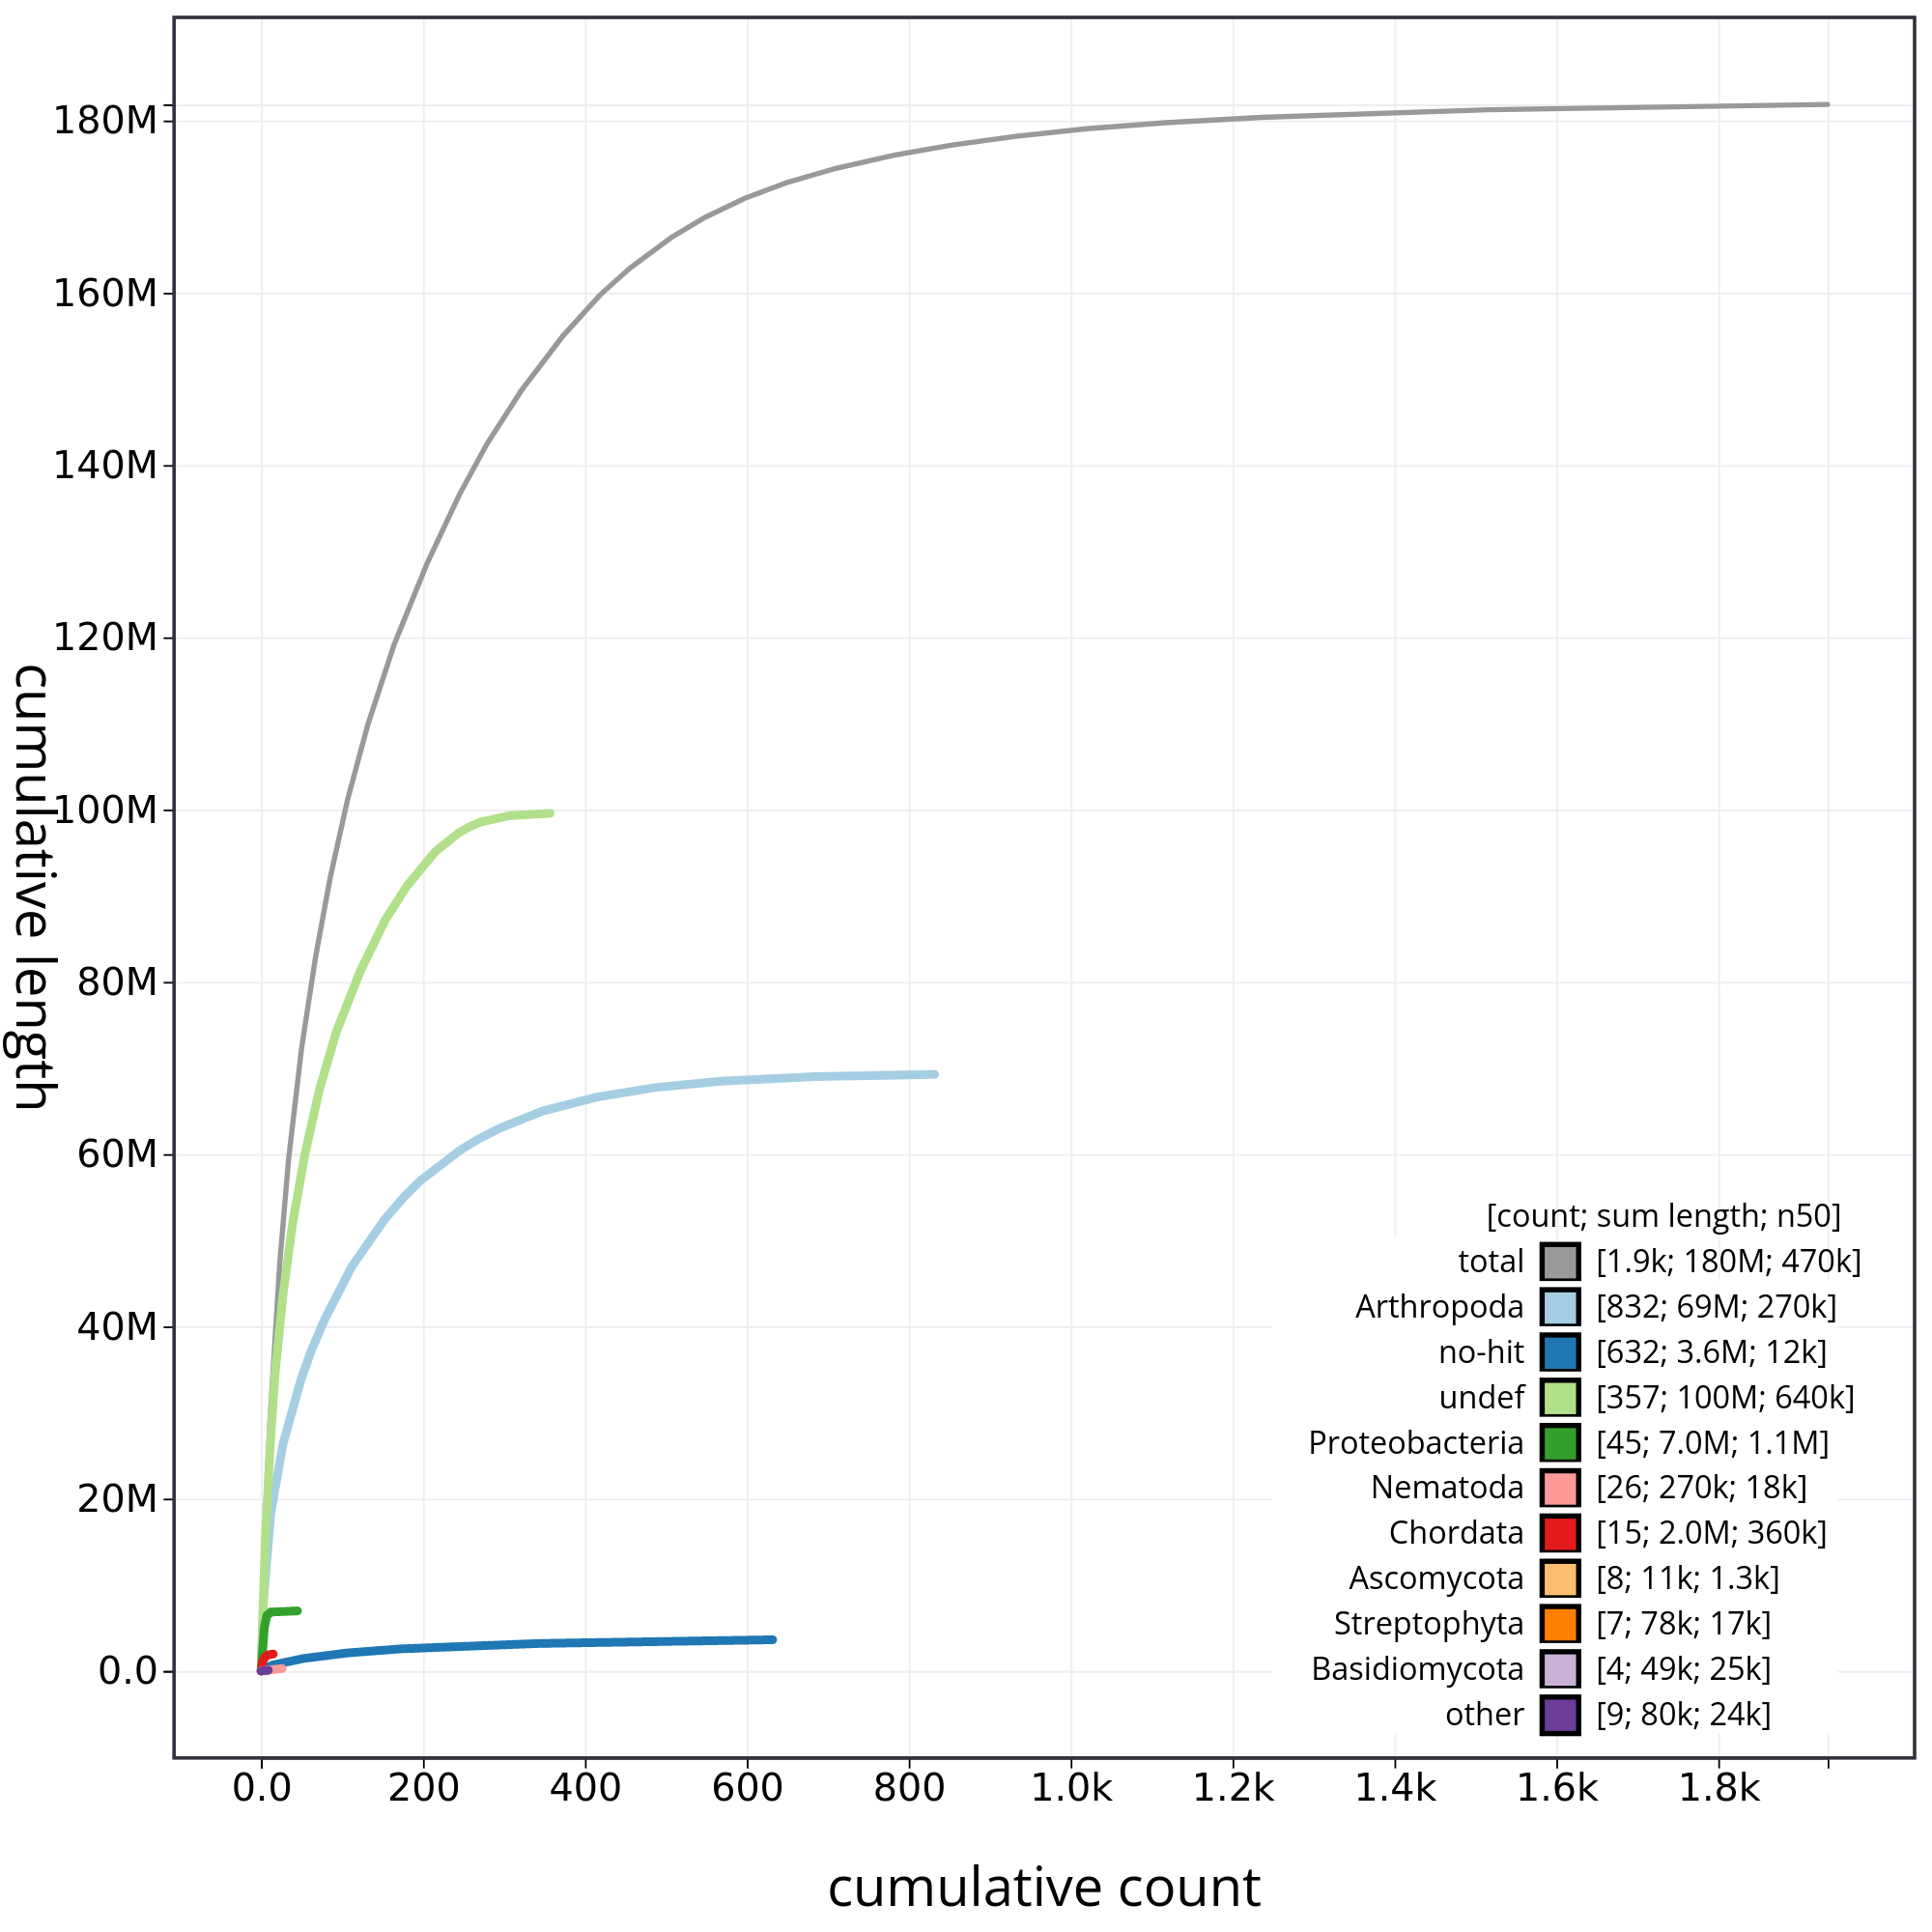 180M
160M
140M
120M
100M
80M
60M
40M
20M
0.0
cumulative length
[count; sum length; n50]
total [1.9k; 180M; 470k]
Arthropoda [832; 69M; 270k]
no-hit [632; 3.6M; 12k]
undef [357; 100M; 640k]
Proteobacteria [45; 7.0M; 1.1M]
Nematoda [26; 270k; 18k]
Chordata [15; 2.0M; 360k]
Ascomycota [8; 11k; 1.3k]
Streptophyta [7; 78k; 17k]
Basidiomycota [4; 49k; 25k]
other [9; 80k; 24k]
0.0 200 400 600 800 1.0k 1.2k 1.4k 1.6k 1.8k
cumulative count